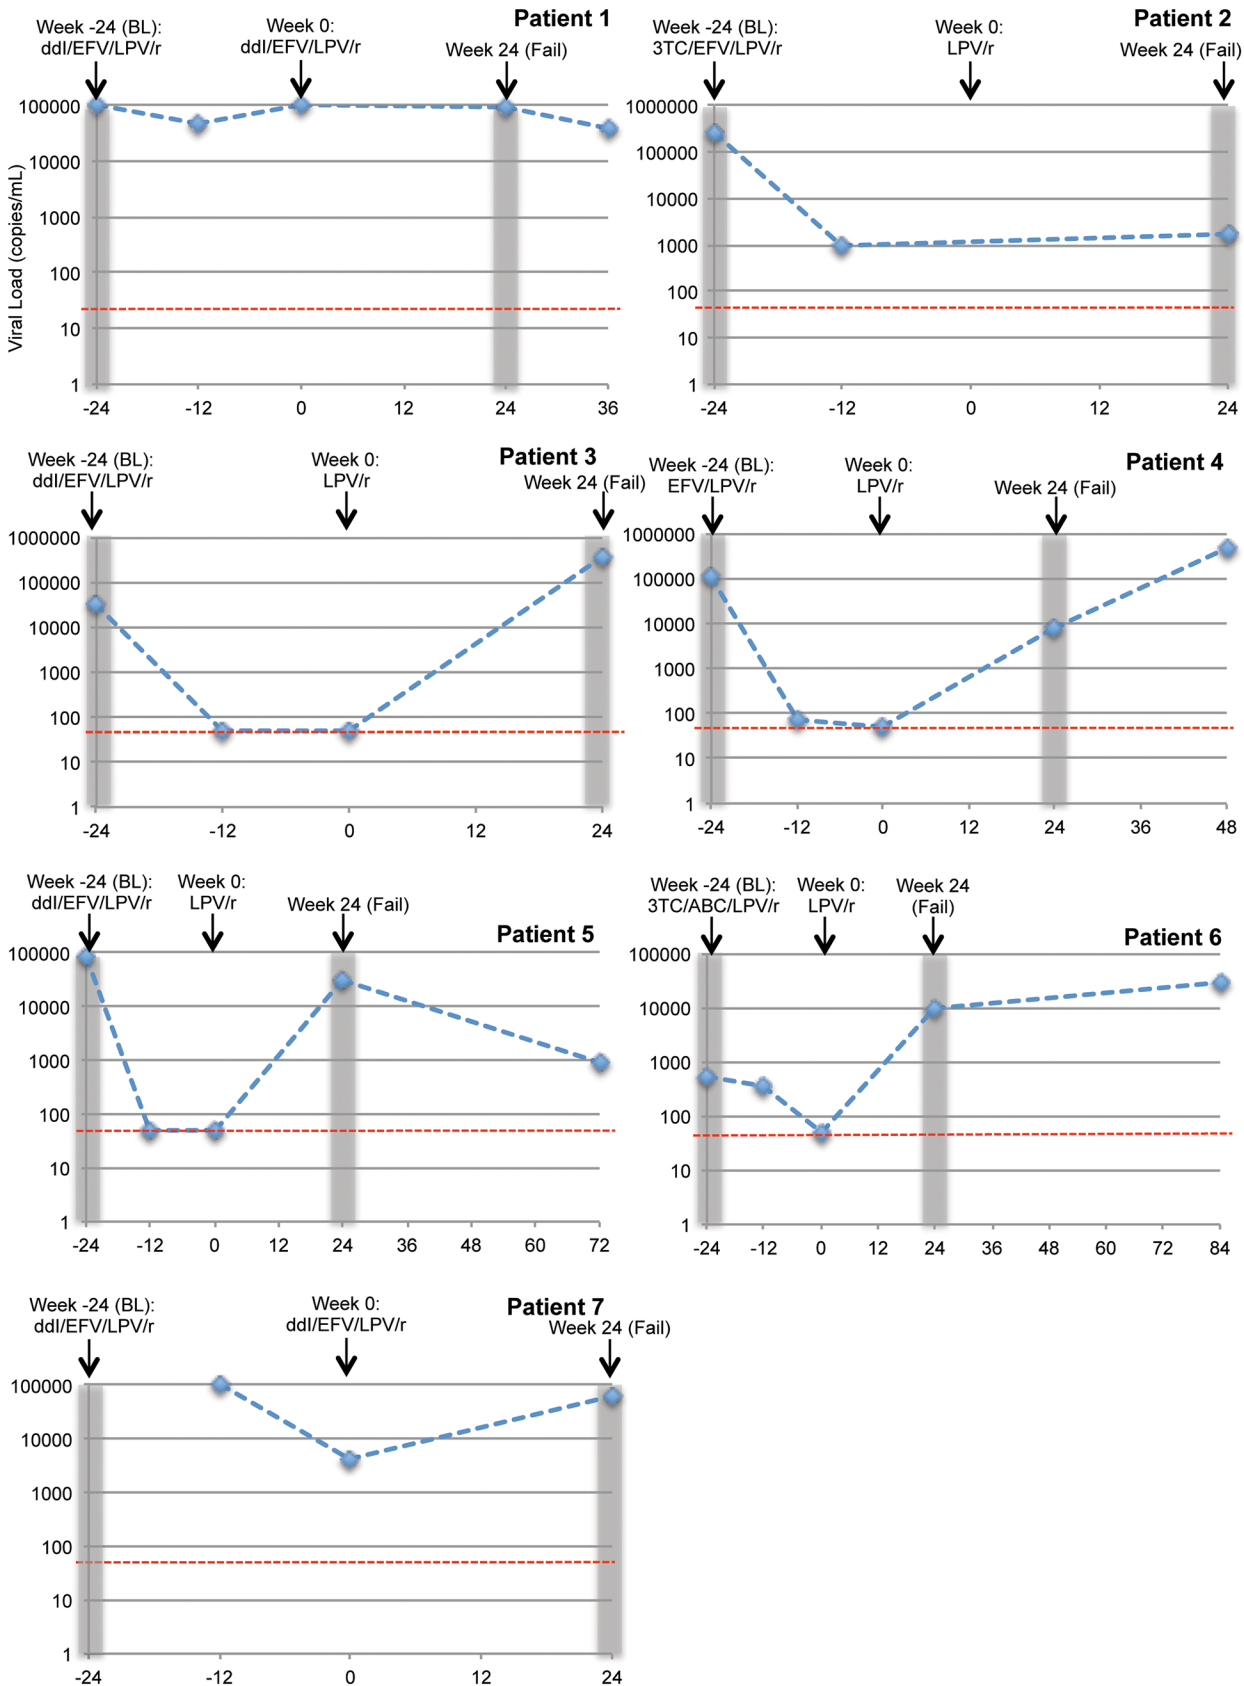 Patient 1
Week -24 (BL):
ddI/EFV/LPV/r
Week 0:
ddI/EFV/LPV/r
Week 24 (Fail)
Viral Load (copies/mL)
100000
10000
1000
100
10
1
-24 -12 0 12 24 36
Patient 2
Week -24 (BL):
3TC/EFV/LPV/r
Week 0:
LPV/r
Week 24 (Fail)
1000000
100000
10000
1000
100
10
1
-24 -12 0 12 24
Patient 3
Week -24 (BL):
ddI/EFV/LPV/r
Week 0:
LPV/r
Week 24 (Fail)
1000000
100000
10000
1000
100
10
1
-24 -12 0 12 24
Patient 4
Week -24 (BL):
EFV/LPV/r
Week 0:
LPV/r
Week 24 (Fail)
1000000
100000
10000
1000
100
10
1
-24 -12 0 12 24 36 48
Week -24 (BL):
ddI/EFV/LPV/r
Week 0:
LPV/r
Week 24 (Fail)
Patient 5
100000
10000
1000
100
10
1
-24 -12 0 12 24 36 48 60 72
Week -24 (BL):
3TC/ABC/LPV/r
Week 0:
LPV/r
Week 24
(Fail)
Patient 6
100000
10000
1000
100
10
1
-24 -12 0 12 24 36 48 60 72 84
Week -24 (BL):
ddI/EFV/LPV/r
Week 0:
ddI/EFV/LPV/r
Patient 7
Week 24 (Fail)
100000
10000
1000
100
10
1
-24 -12 0 12 24